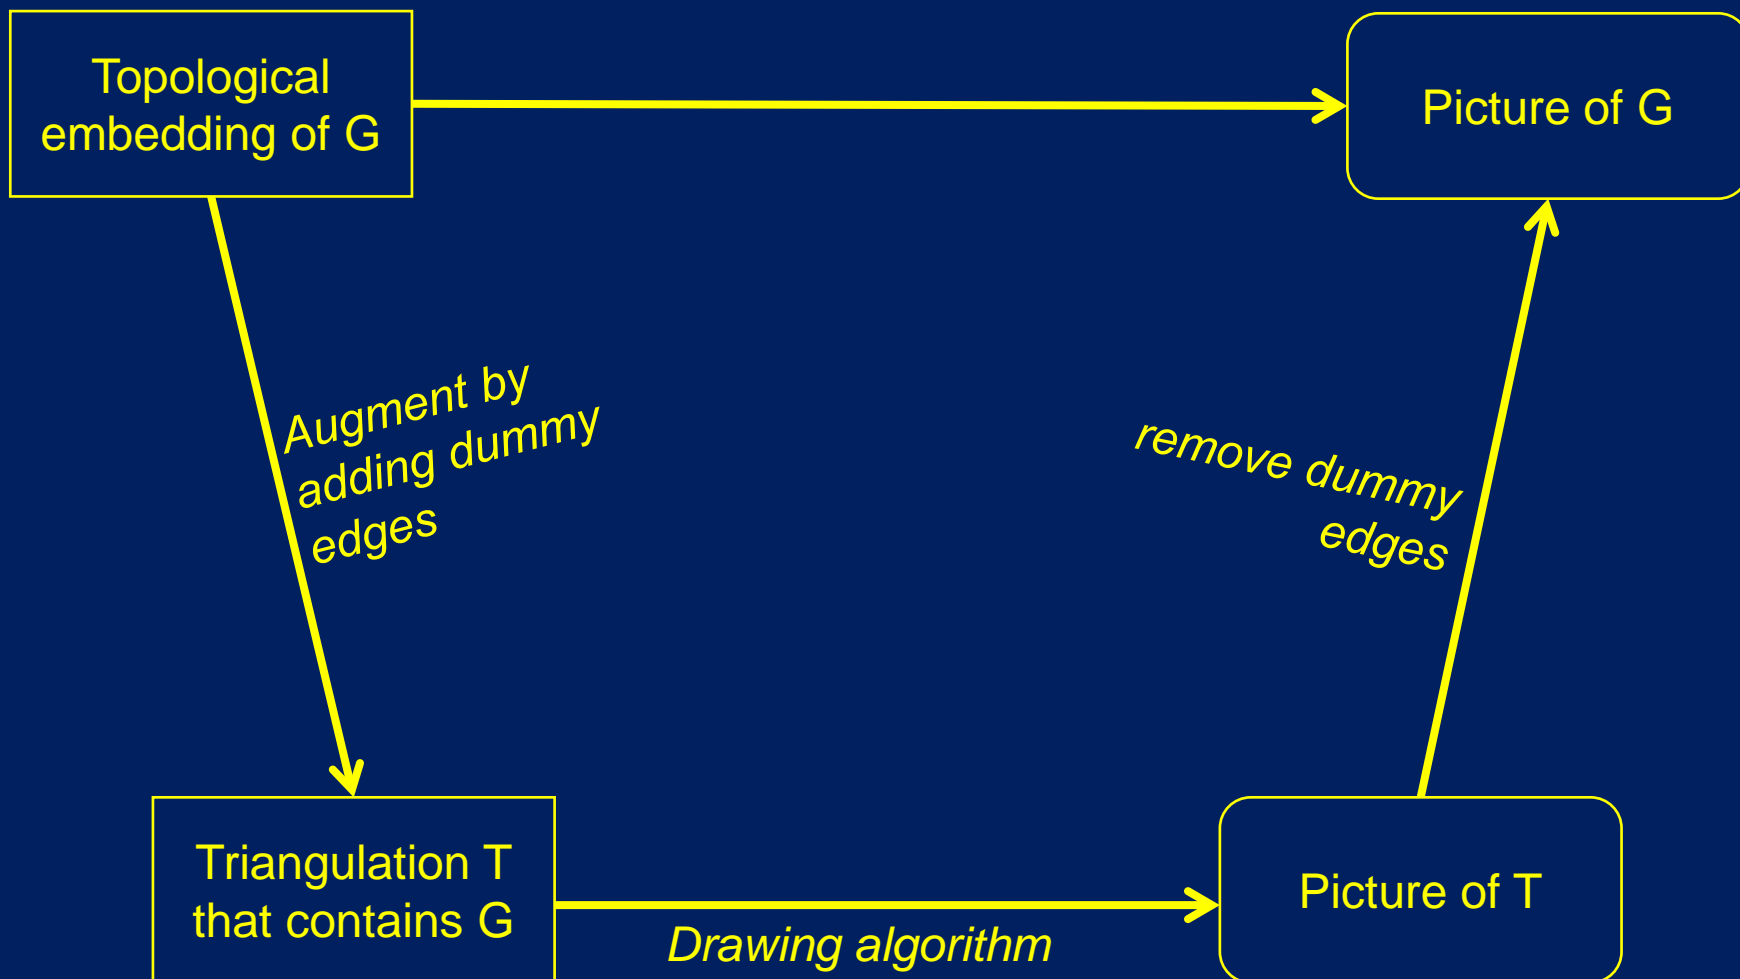 Topological
embedding of G
Picture of G
Augment by
adding dummy
edges
remove dummy
edges
Triangulation T
that contains G
Drawing algorithm
Picture of T